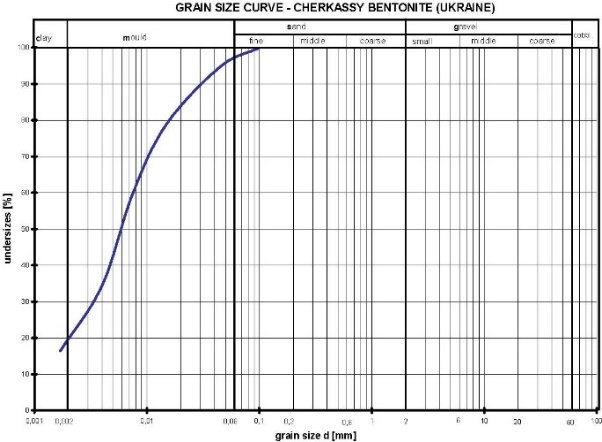 GRAIN SIZE CURVE - CHERKASSY BENTONITE (UKRAINE)
clay mould sand gravel cobbl.
fine middle coarse small middle coarse
100
90
80
70
60
50
40
30
20
10
0
undersizes [%]
0,001 0,002 0,01 0,06 0,1 0,2 0,6 1 2 6 10 20 60 100
grain size d [mm]